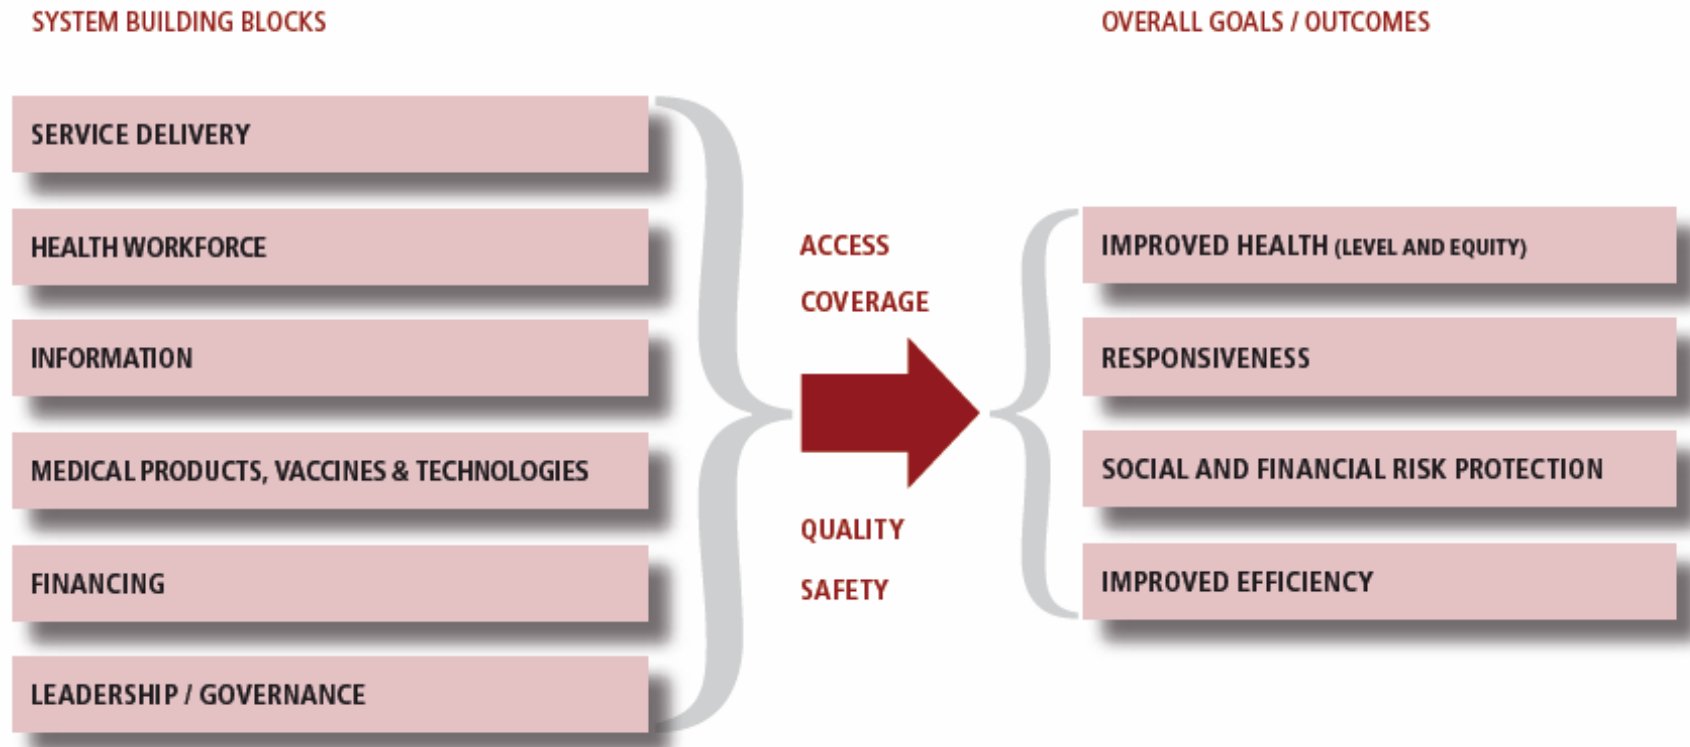 SYSTEM BUILDING BLOCKS
OVERALL GOALS / OUTCOMES
SERVICE DELIVERY
HEALTH WORKFORCE
INFORMATION
MEDICAL PRODUCTS, VACCINES & TECHNOLOGIES
FINANCING
LEADERSHIP / GOVERNANCE
ACCESS
COVERAGE
QUALITY
SAFETY
IMPROVED HEALTH (LEVEL AND EQUITY)
RESPONSIVENESS
SOCIAL AND FINANCIAL RISK PROTECTION
IMPROVED EFFICIENCY